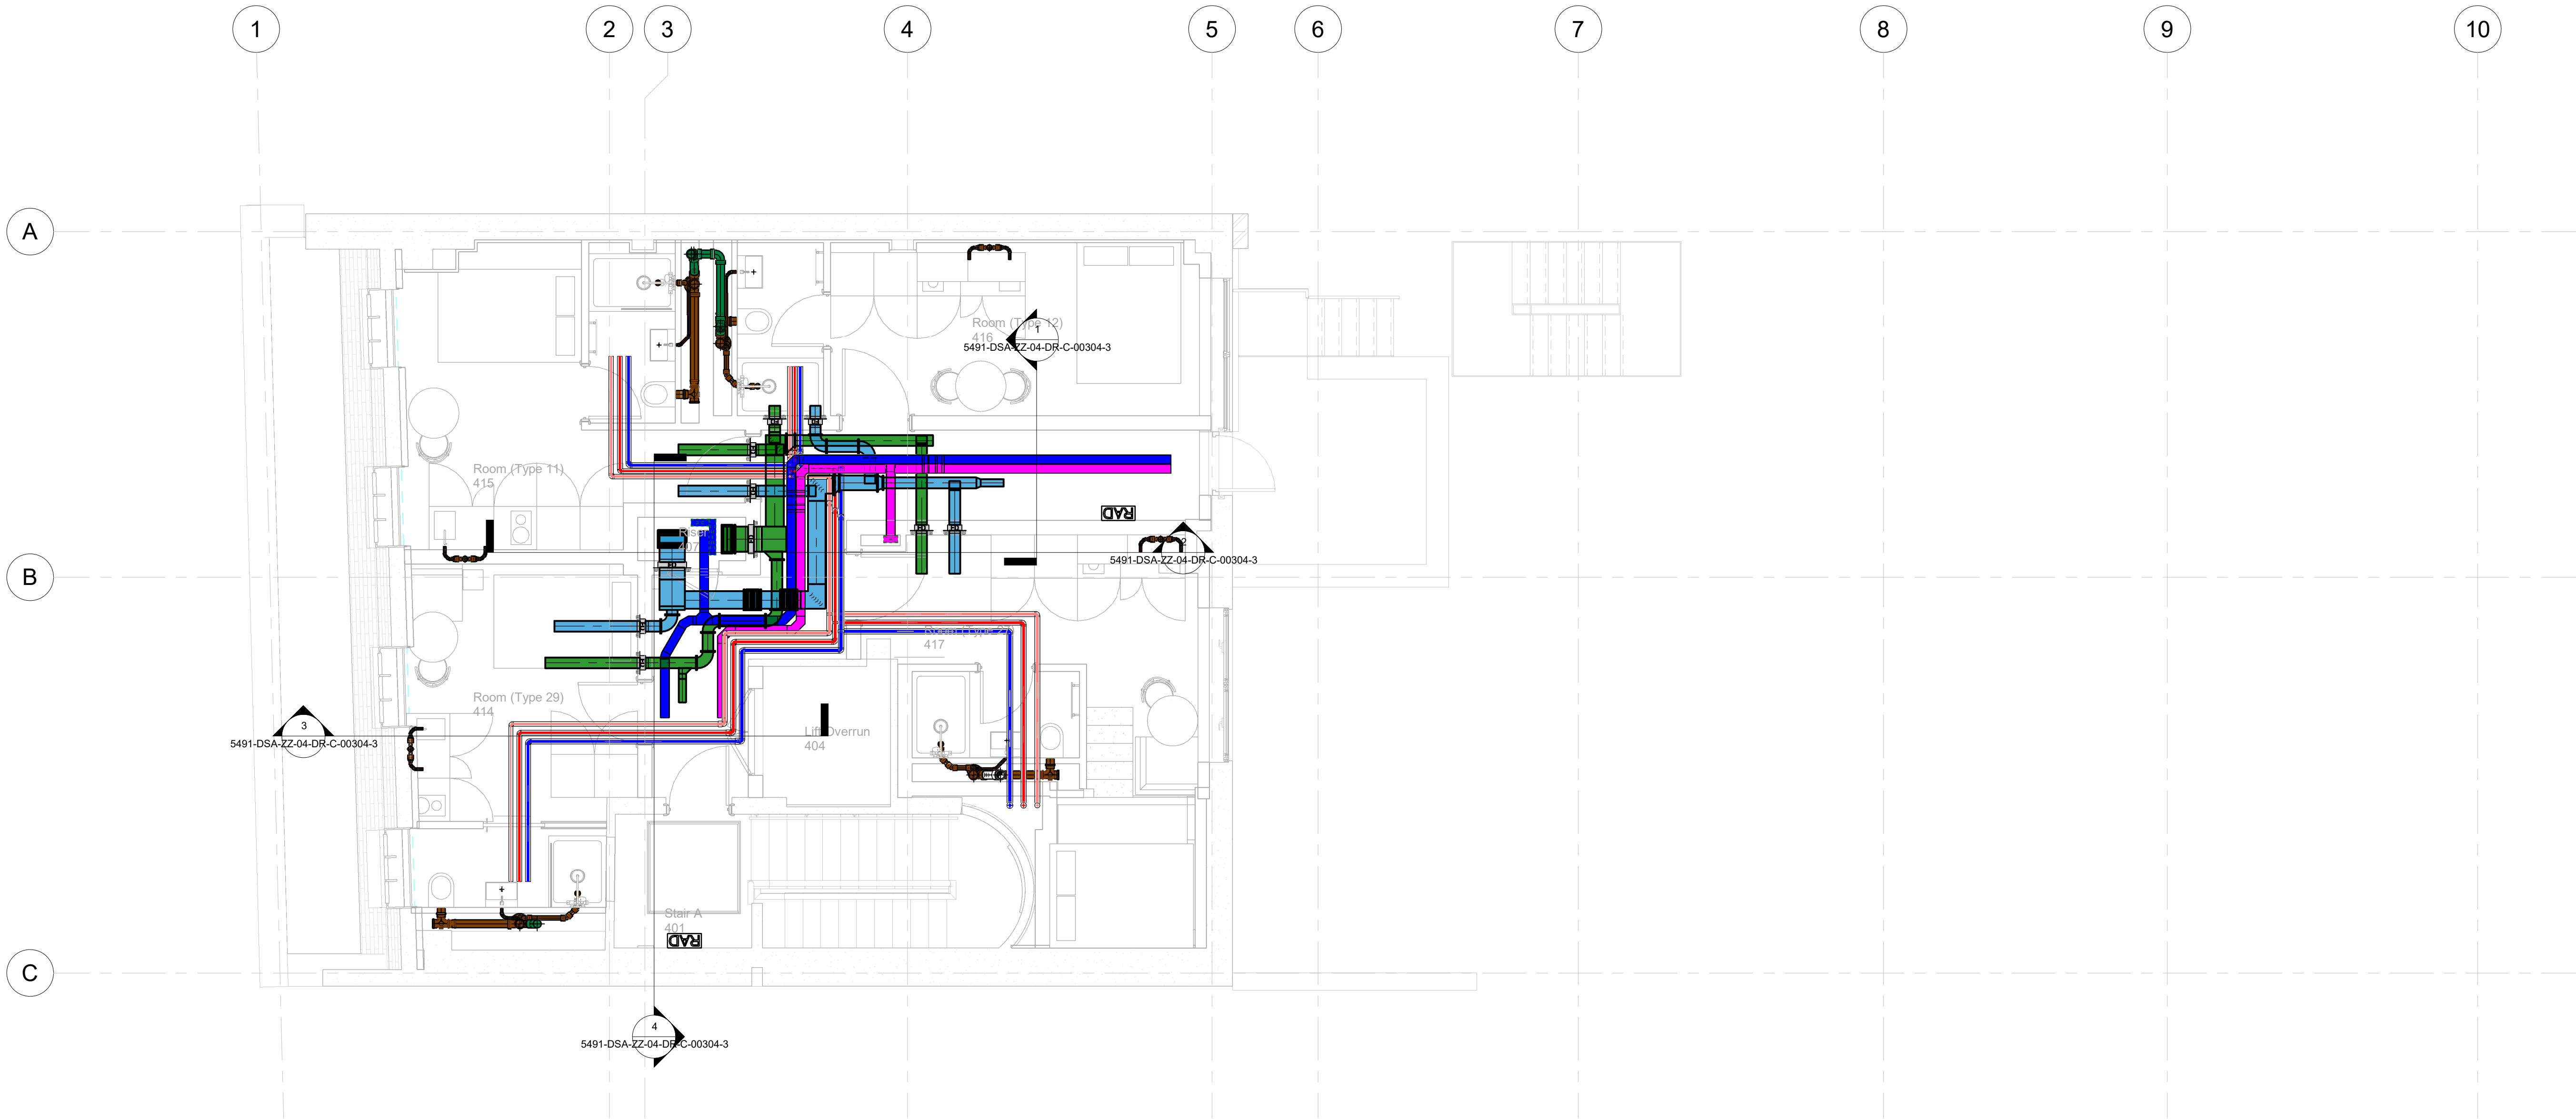 1
2
3
4
5
6
7
8
9
10
A
Room (Type 12)
416
1
5491-DSA-ZZ-04-DR-C-00304-3
Room (Type 11)
415
RAD
Riser
407
2
5491-DSA-ZZ-04-DR-C-00304-3
B
417
Room (Type 29)
414
3
5491-DSA-ZZ-04-DR-C-00304-3
Lift Overrun
404
Stair A
401
RAD
C
4
5491-DSA-ZZ-04-DR-C-00304-3